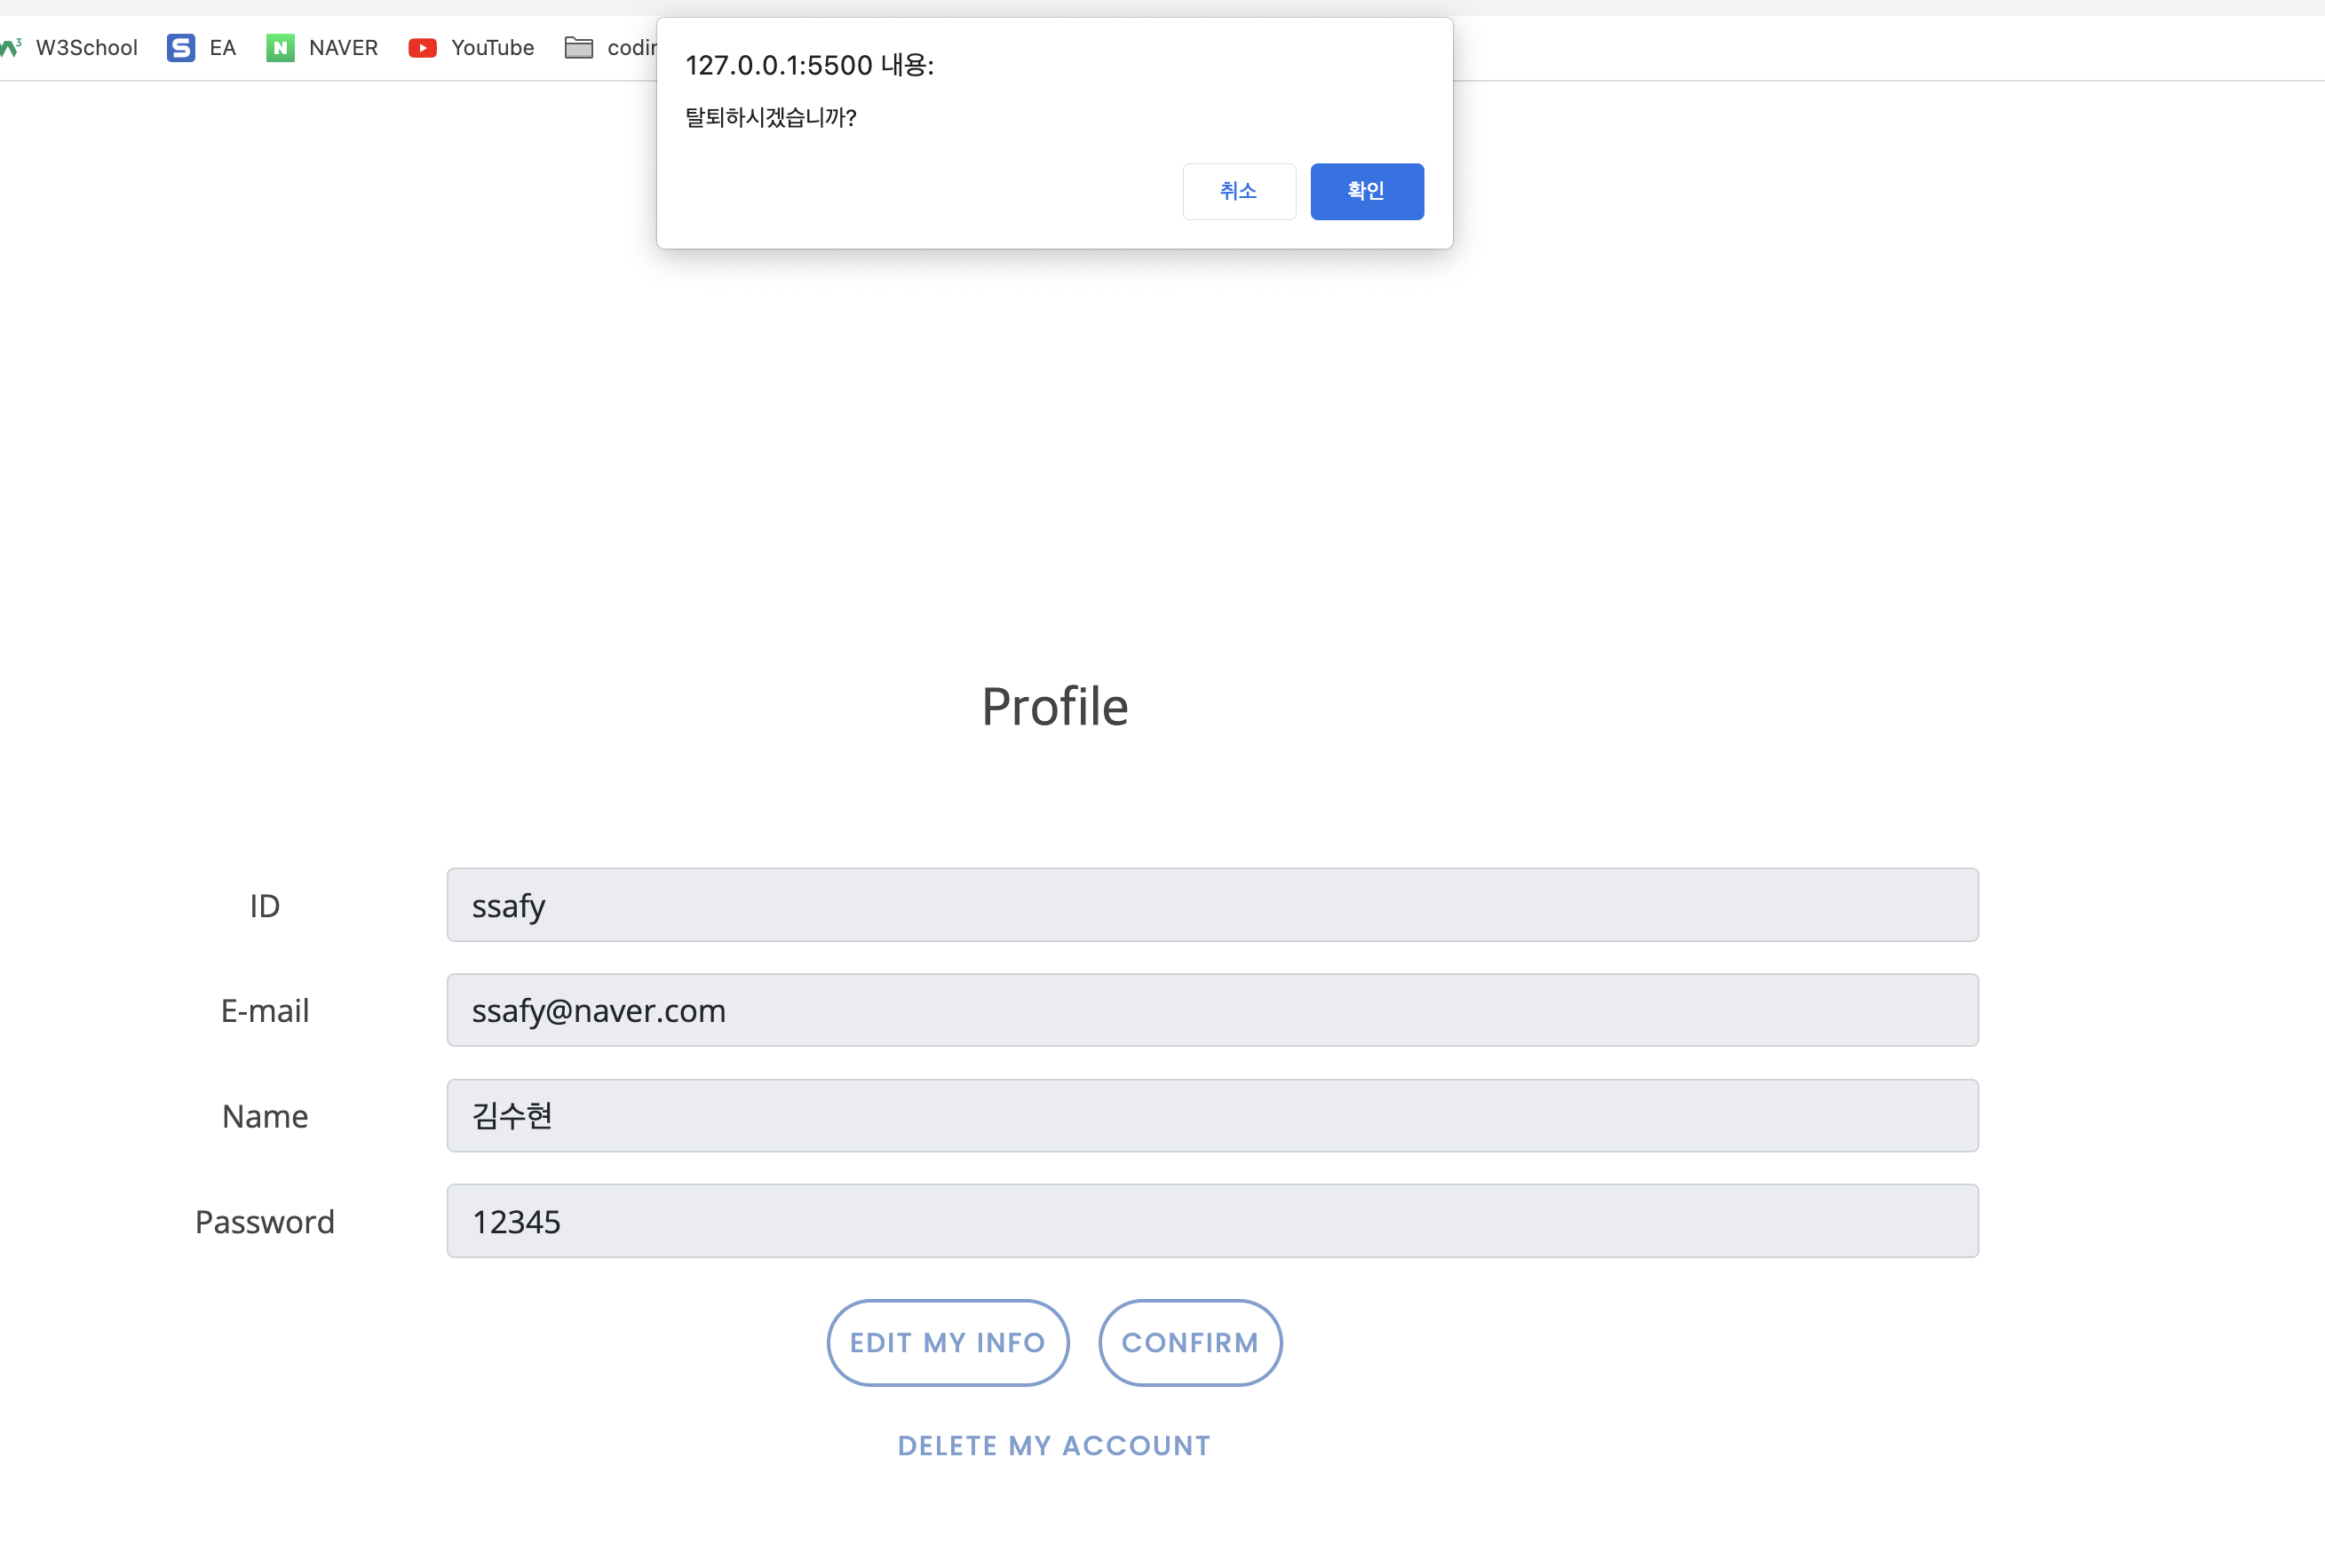 W3School EA NAVER YouTube
127.0.0.1:5500 내용:
탈퇴하시겠습니까?
취소 확인
Profile
ID ssafy
E-mail ssafy@naver.com
Name 김수현
Password 12345
EDIT MY INFO CONFIRM
DELETE MY ACCOUNT